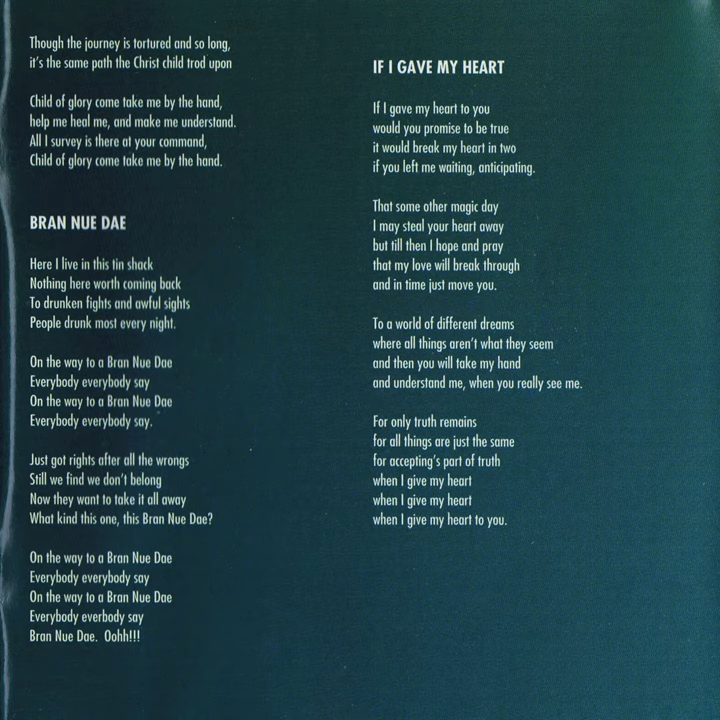 Though the journey is tortured and so long,
it's the same path the Christ child trod upon
Child of glory come take me by the hand,
help me heal me, and make me understand.
All I survey is there at your command,
Child of glory come take me by the hand.
BRAN NUE DAE
Here I live in this tin shack
Nothing here worth coming back
To drunken fights and awful sights
People drunk most every night.
On the way to a Bran Nue Dae
Everybody everybody say
On the way to a Bran Nue Dae
Everybody everybody say.
Just got rights after all the wrongs
Still we find we don't belong
Now they want to take it all away
What kind this one, this Bran Nue Dae?
On the way to a Bran Nue Dae
Everybody everybody say
On the way to a Bran Nue Dae
Everybody everbody say
Bran Nue Dae. Oohh!!!
IF I GAVE MY HEART
If I gave my heart to you
would you promise to be true
it would break my heart in two
if you left me waiting, anticipating.
That some other magic day
I may steal your heart away
but till then I hope and pray
that my love will break through
and in time just move you.
To a world of different dreams
where all things aren't what they seem
and then you will take my hand
and understand me, when you really see me.
For only truth remains
for all things are just the same
for accepting's part of truth
when I give my heart
when I give my heart
when I give my heart to you.